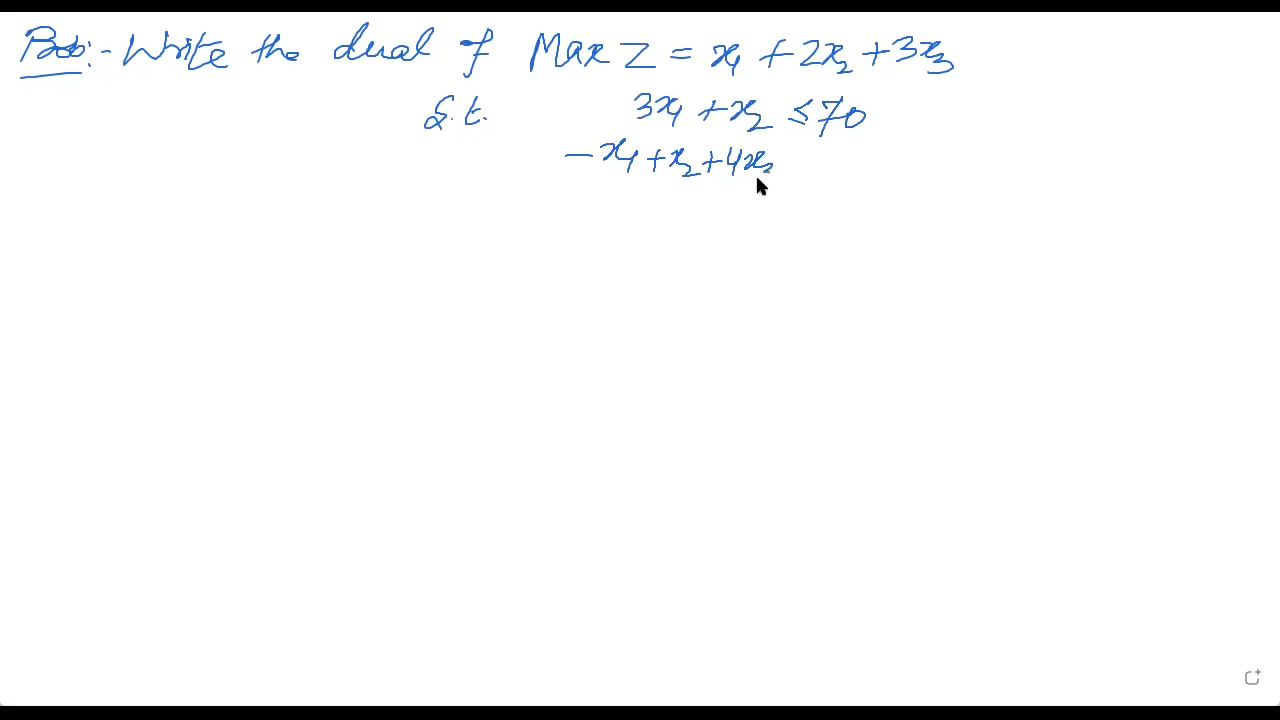 Prob:- Write the dual of Max Z = x₁ + 2x₂ + 3x₃
S.t. 3x₁ + x₂ ≤ 70
-x₁ + x₂ + 4x₃